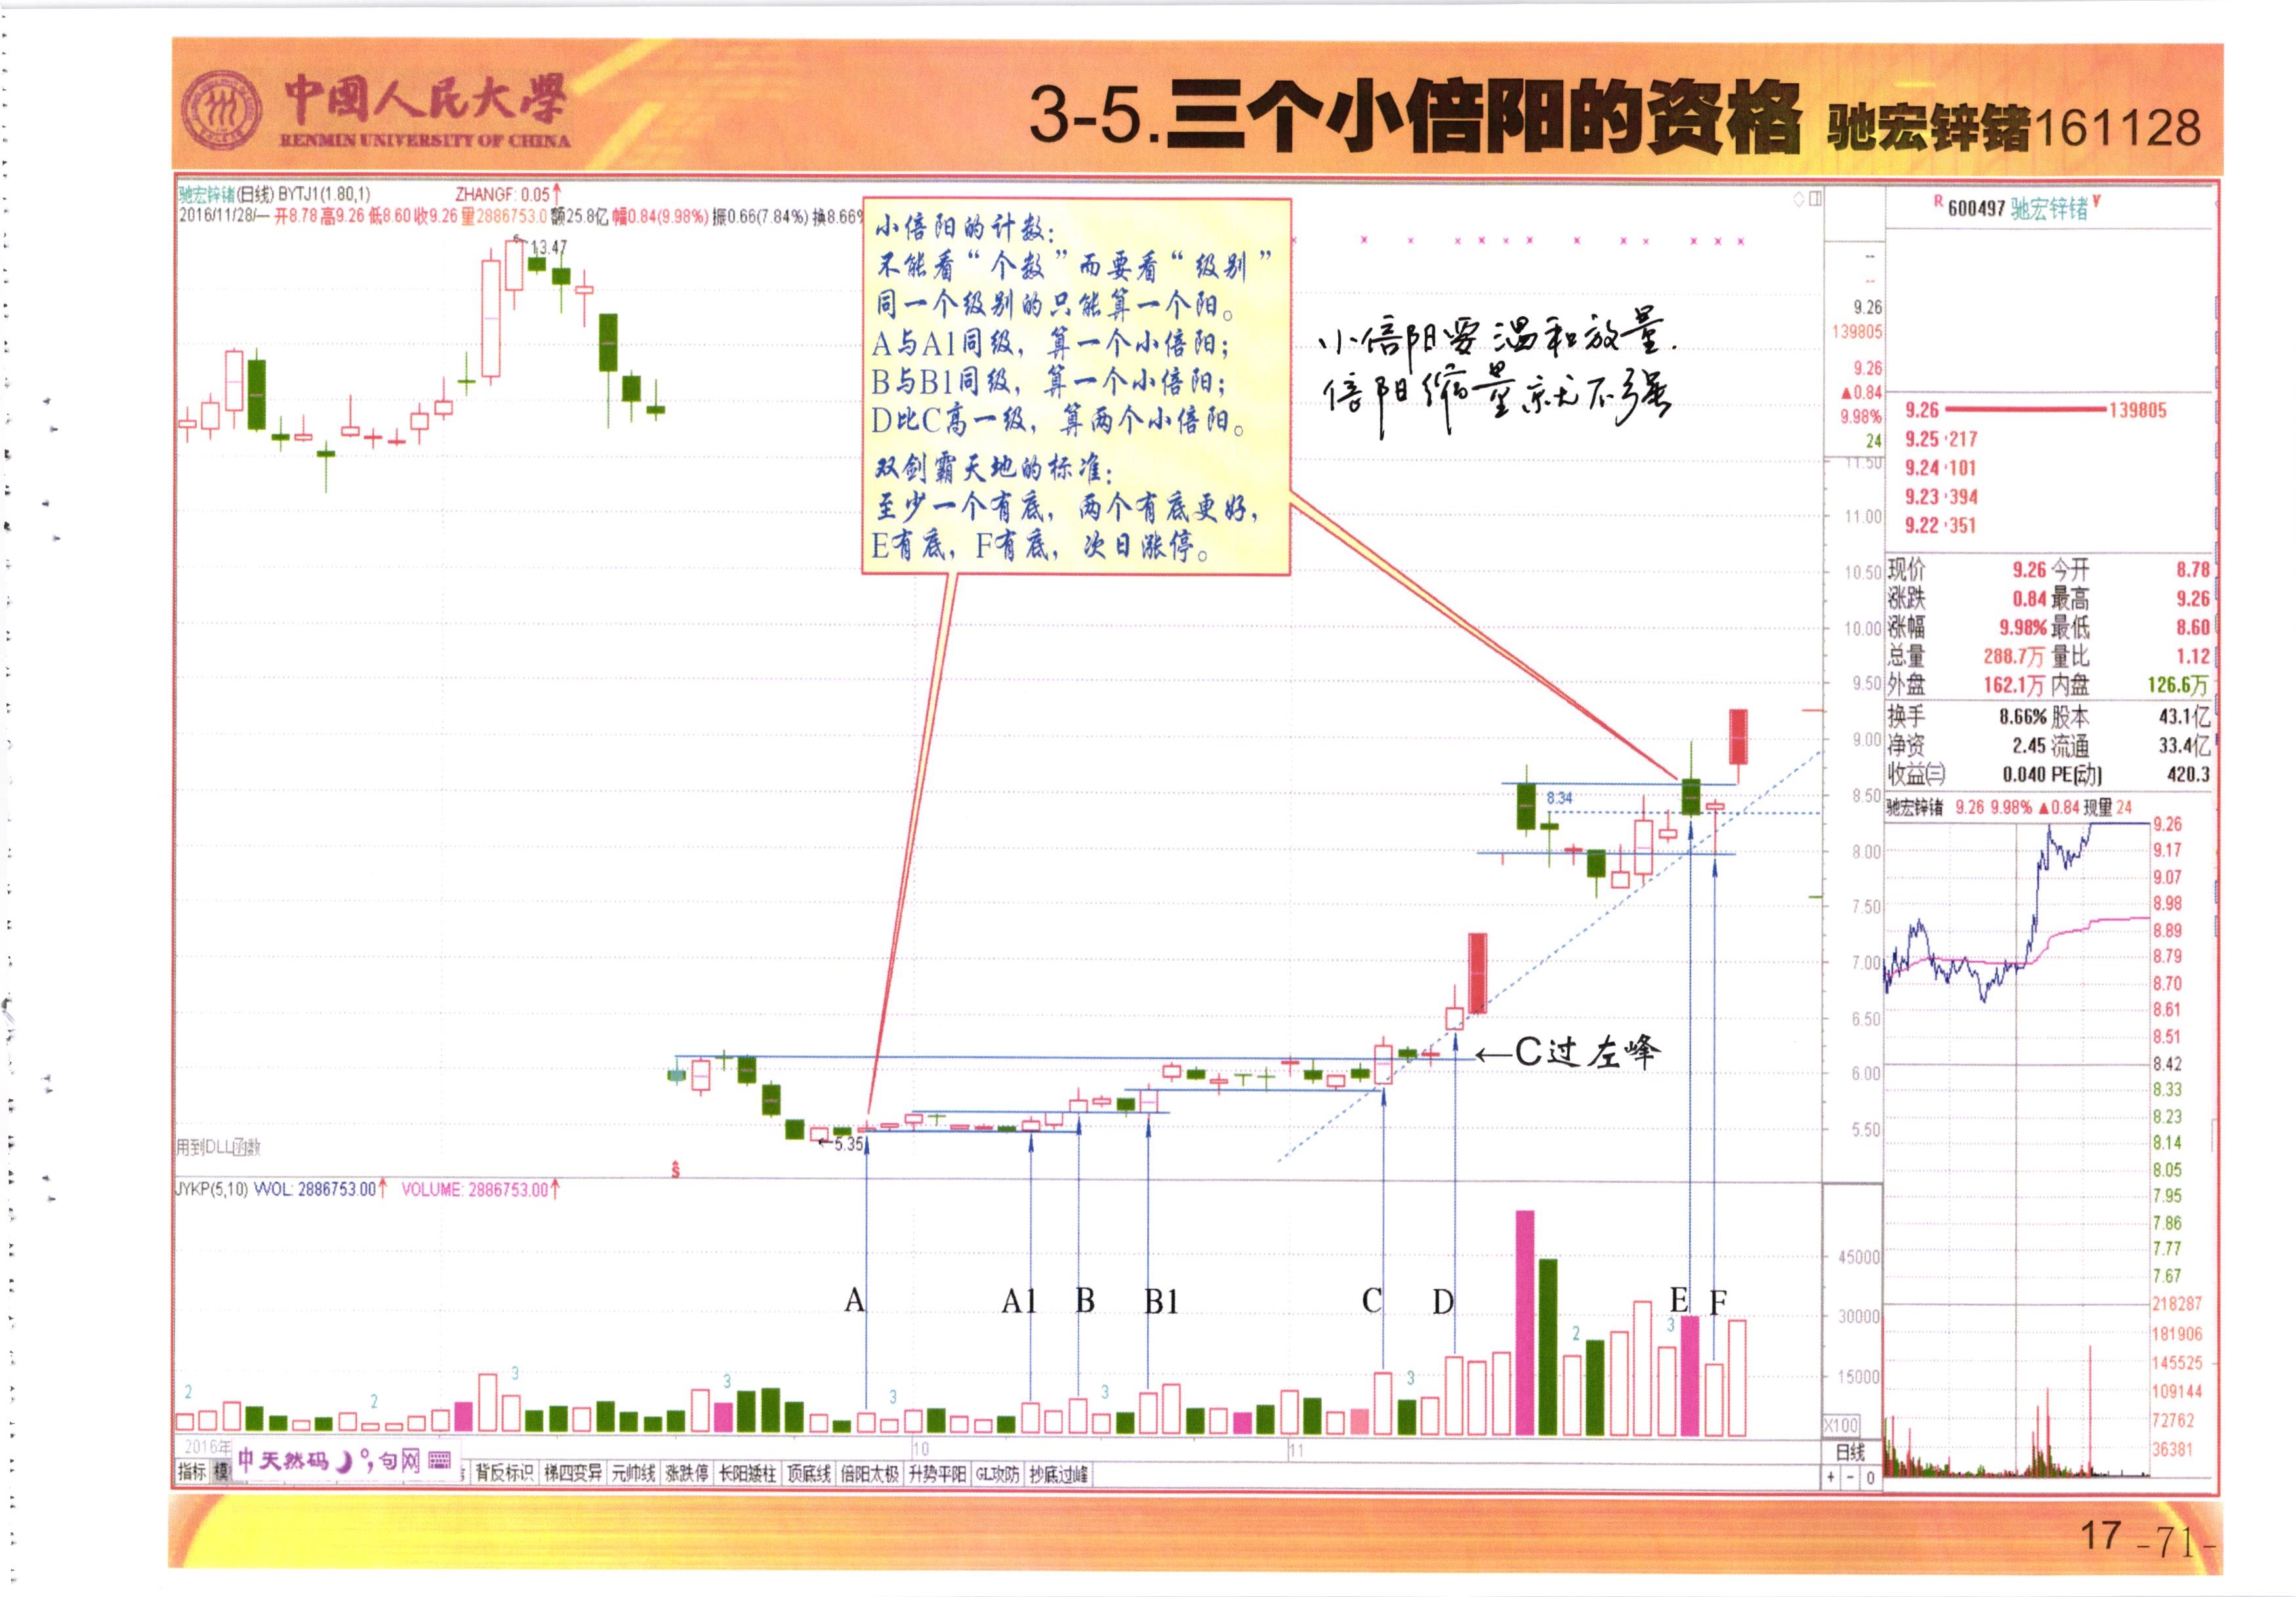 中國人民大學
RENMIN UNIVERSITY OF CHINA
3-5.三个小倍阳的资格 驰宏锌锗161128
驰宏锌锗(日线) BYTJ1(1.80,1) ZHANGF: 0.05↑
2016/11/28/一 开8.78 高9.26 低8.60 收9.26 量2886753.0 额25.8亿 幅0.84(9.98%) 振0.66(7.84%) 换8.66%
13.47
小倍阳的计数:
不能看“个数”而要看“级别”
同一个级别的只能算一个阳。
A与A1同级,算一个小倍阳;
B与B1同级,算一个小倍阳;
D比C高一级,算两个小倍阳。
双剑霸天地的标准:
至少一个有底,两个有底更好,
E有底,F有底,次日涨停。
小倍阳要温和放量.
倍阳缩量就不强
8.34
←C过左峰
←5.35
用到DLL函数
JYKP(5,10) VVOL: 2886753.00↑ VOLUME: 2886753.00↑
A A1 B B1 C D E F
2 2 3 3 3 3 3 2 3
2016年 10 11
中天然码 句网
指标 背反标识 梯四变异 元帅线 涨跌停 长阳矮柱 顶底线 倍阳太极 升势平阳 GL攻防 抄底过峰
--
--
9.26
139805
9.26
▲0.84
9.98%
24
11.50
11.00
10.50
10.00
9.50
9.00
8.50
8.00
7.50
7.00
6.50
6.00
5.50
45000
30000
15000
X100
日线
+ - 0
R 600497 驰宏锌锗
9.26 139805
9.25 217
9.24 101
9.23 394
9.22 351
现价 9.26 今开 8.78
涨跌 0.84 最高 9.26
涨幅 9.98% 最低 8.60
总量 288.7万 量比 1.12
外盘 162.1万 内盘 126.6万
换手 8.66% 股本 43.1亿
净资 2.45 流通 33.4亿
收益(三) 0.040 PE(动) 420.3
驰宏锌锗 9.26 9.98% ▲0.84 现量 24
9.26
9.17
9.07
8.98
8.89
8.79
8.70
8.61
8.51
8.42
8.33
8.23
8.14
8.05
7.95
7.86
7.77
7.67
218287
181906
145525
109144
72762
36381
17 -71-